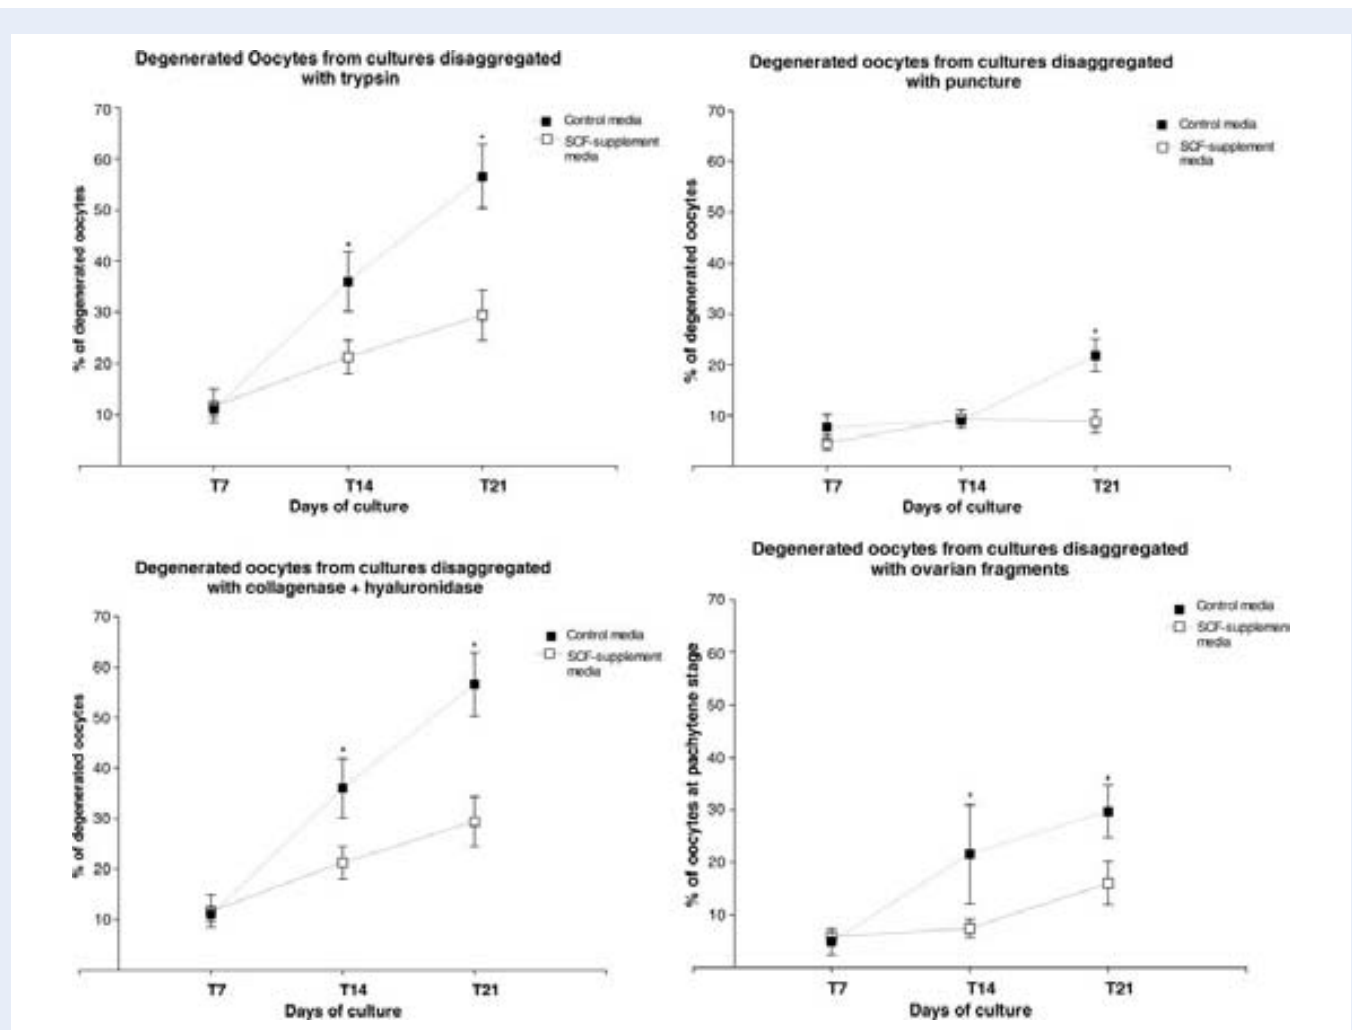 Degenerated Oocytes from cultures disaggregated
with trypsin
70
60
50
40
30
20
10
% of degenerated oocytes
Control media
SCF-supplement
media
*
*
T7 T14 T21
Days of culture
Degenerated oocytes from cultures disaggregated
with puncture
70
60
50
40
30
20
10
% of degenerated oocytes
Control media
SCF-supplement
media
*
T7 T14 T21
Days of culture
Degenerated oocytes from cultures disaggregated
with collagenase + hyaluronidase
70
60
50
40
30
20
10
% of degenerated oocytes
Control media
SCF-supplement
media
*
*
T7 T14 T21
Days of culture
Degenerated oocytes from cultures disaggregated
with ovarian fragments
70
60
50
40
30
20
10
% of oocytes at pachytene stage
Control media
SCF-supplemen
media
*
*
T7 T14 T21
Days of culture